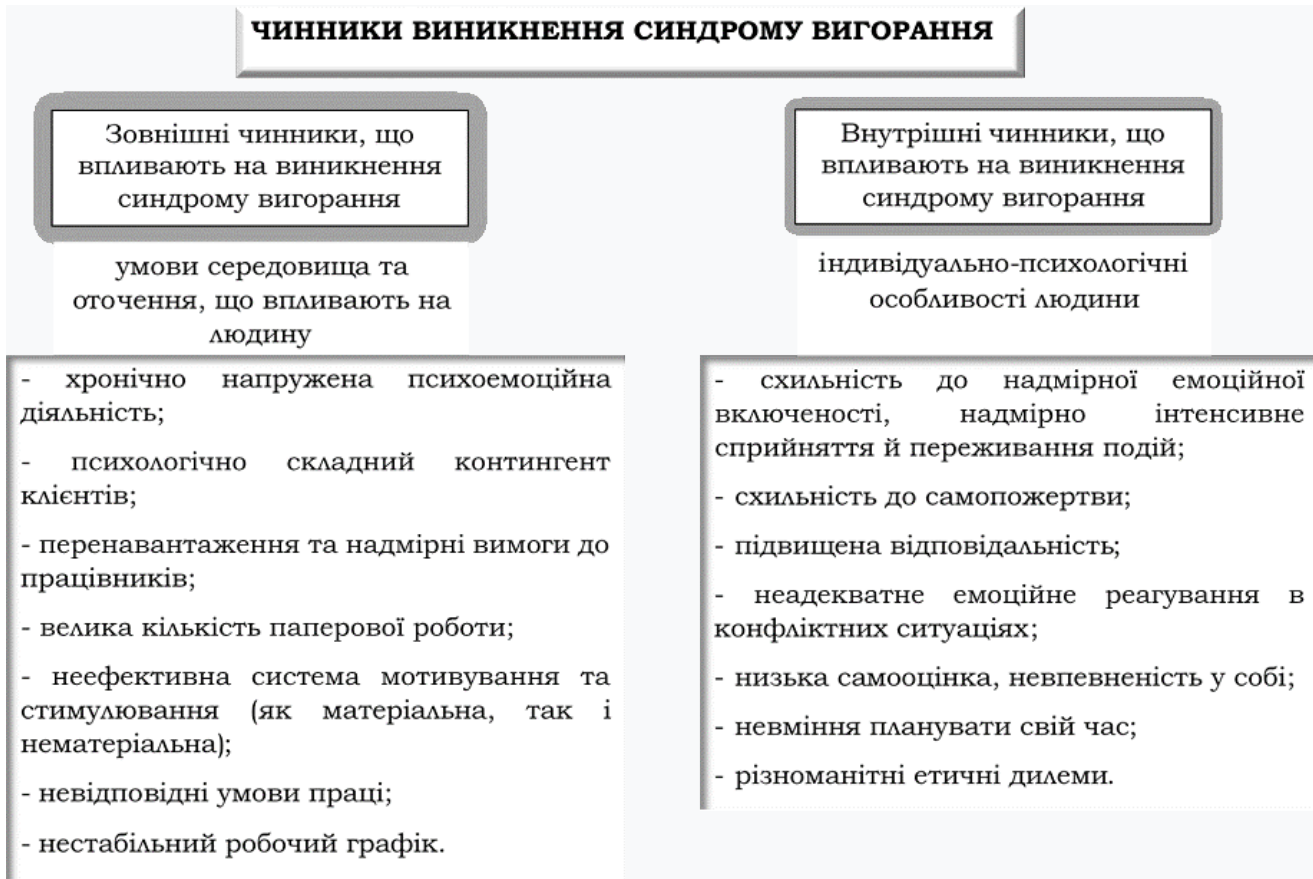 ЧИННИКИ ВИНИКНЕННЯ СИНДРОМУ ВИГОРАННЯ
Зовнішні чинники, що
впливають на виникнення
синдрому вигорання
умови середовища та
оточення, що впливають на
людину
- хронічно напружена психоемоційна
діяльність;
- психологічно складний контингент
клієнтів;
- перенавантаження та надмірні вимоги до
працівників;
- велика кількість паперової роботи;
- неефективна система мотивування та
стимулювання (як матеріальна, так і
нематеріальна);
- невідповідні умови праці;
- нестабільний робочий графік.
Внутрішні чинники, що
впливають на виникнення
синдрому вигорання
індивідуально-психологічні
особливості людини
- схильність до надмірної емоційної
включеності, надмірно інтенсивне
сприйняття й переживання подій;
- схильність до самопожертви;
- підвищена відповідальність;
- неадекватне емоційне реагування в
конфліктних ситуаціях;
- низька самооцінка, невпевненість у собі;
- невміння планувати свій час;
- різноманітні етичні дилеми.